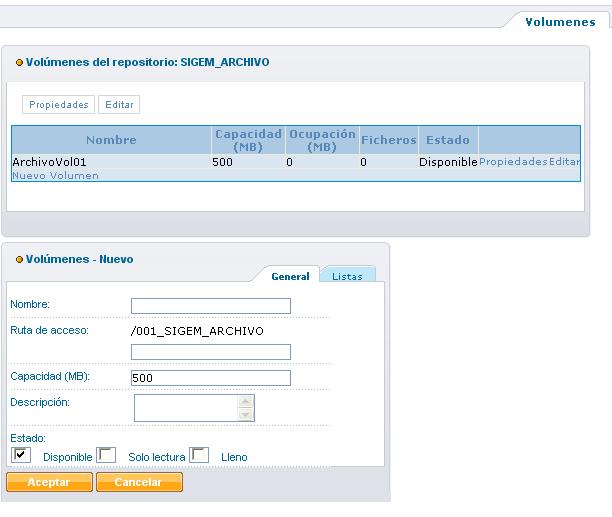 Volumenes
Volúmenes del repositorio: SIGEM_ARCHIVO
Propiedades Editar
Nombre Capacidad (MB) Ocupación (MB) Ficheros Estado
ArchivoVol01 500 0 0 Disponible Propiedades Editar
Nuevo Volumen
Volúmenes - Nuevo
General Listas
Nombre:
Ruta de acceso: /001_SIGEM_ARCHIVO
Capacidad (MB): 500
Descripción:
Estado:
Disponible Solo lectura Lleno
Aceptar Cancelar